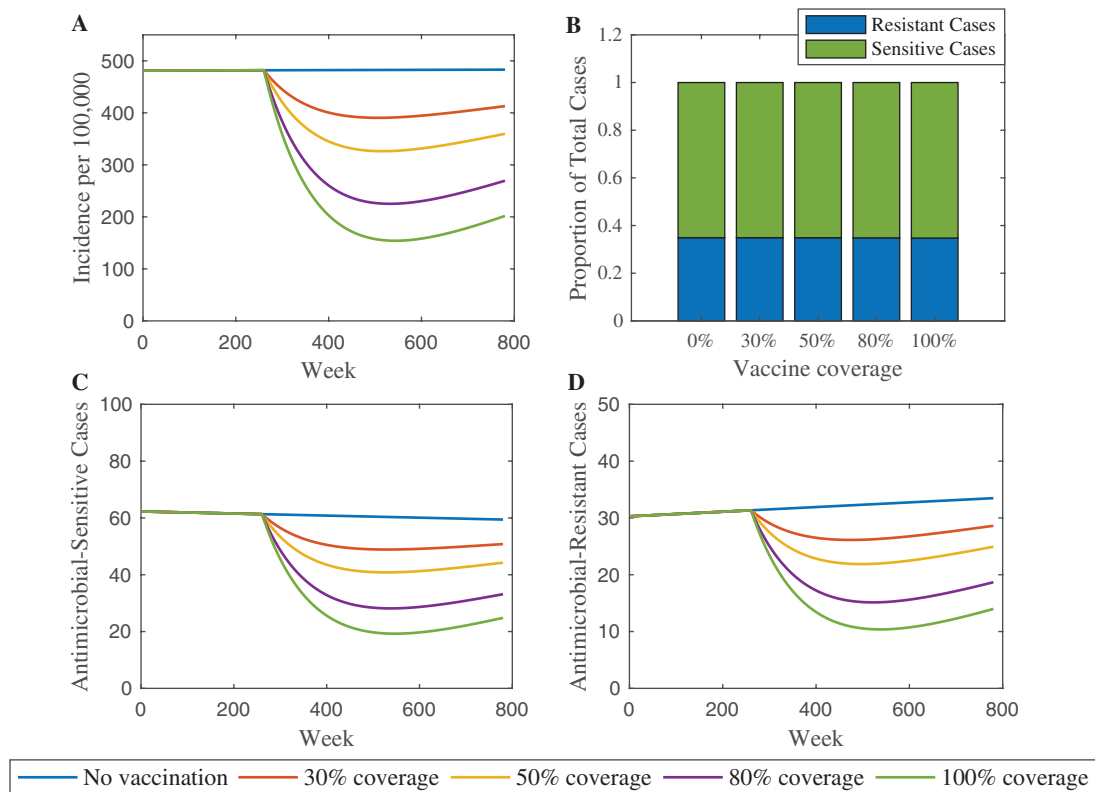 A
Incidence per 100,000
500
400
300
200
100
0
0 200 400 600 800
Week
B
Resistant Cases
Sensitive Cases
Proportion of Total Cases
1.2
1
0.8
0.6
0.4
0.2
0
0% 30% 50% 80% 100%
Vaccine coverage
C
Antimicrobial-Sensitive Cases
100
80
60
40
20
0
0 200 400 600 800
Week
D
Antimicrobial-Resistant Cases
50
40
30
20
10
0
0 200 400 600 800
Week
No vaccination 30% coverage 50% coverage 80% coverage 100% coverage